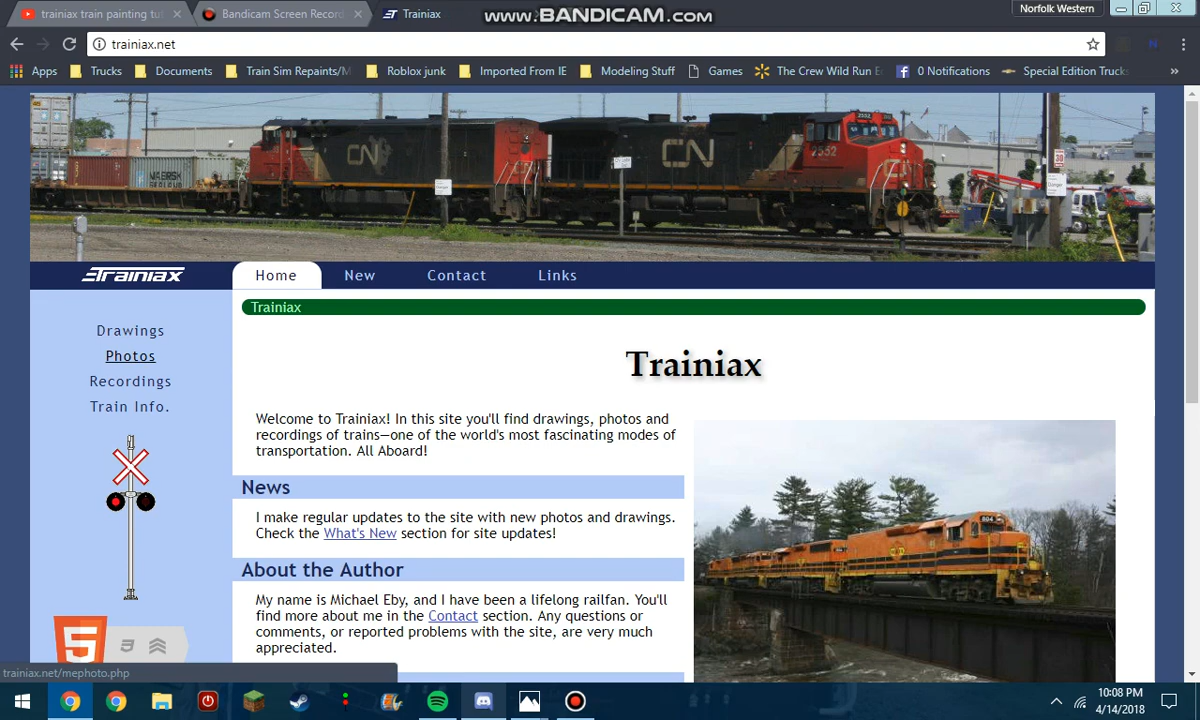 trainiax train painting tut
Bandicam Screen Record
Trainiax
www.BANDICAM.com
Norfolk Western
trainiax.net
Apps
Trucks
Documents
Train Sim Repaints/M
Roblox junk
Imported From IE
Modeling Stuff
Games
The Crew Wild Run E
0 Notifications
Special Edition Trucks
»
CN
CN
2552
2552
30
Trainiax
Home
New
Contact
Links
Trainiax
Drawings
Photos
Recordings
Train Info.
Trainiax
Welcome to Trainiax! In this site you'll find drawings, photos and
recordings of trains—one of the world's most fascinating modes of
transportation. All Aboard!
News
I make regular updates to the site with new photos and drawings.
Check the What's New section for site updates!
About the Author
My name is Michael Eby, and I have been a lifelong railfan. You'll
find more about me in the Contact section. Any questions or
comments, or reported problems with the site, are very much
appreciated.
804
5
3
trainiax.net/mephoto.php
10:08 PM
4/14/2018